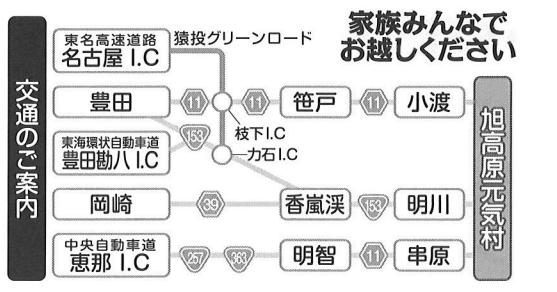 家族みんなで
お越しください
交通のご案内
東名高速道路
名古屋 I.C
猿投グリーンロード
豊田
11
11
笹戸
11
小渡
枝下I.C
153
東海環状自動車道
豊田勘八 I.C
力石I.C
岡崎
39
香嵐渓
153
明川
中央自動車道
恵那 I.C
257
363
明智
11
串原
旭高原元気村